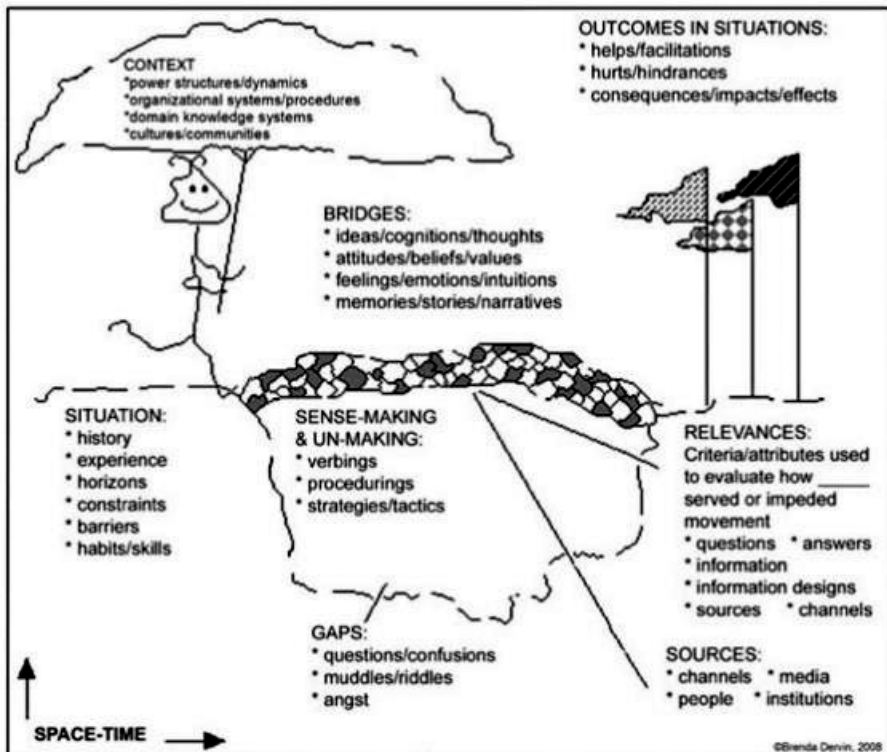 CONTEXT
*power structures/dynamics
*organizational systems/procedures
*domain knowledge systems
*cultures/communities
OUTCOMES IN SITUATIONS:
* helps/facilitations
* hurts/hindrances
* consequences/impacts/effects
BRIDGES:
* ideas/cognitions/thoughts
* attitudes/beliefs/values
* feelings/emotions/intuitions
* memories/stories/narratives
SITUATION:
* history
* experience
* horizons
* constraints
* barriers
* habits/skills
SENSE-MAKING
& UN-MAKING:
* verbings
* procedurings
* strategies/tactics
RELEVANCES:
Criteria/attributes used
to evaluate how _____
served or impeded
movement
* questions * answers
* information
* information designs
* sources * channels
GAPS:
* questions/confusions
* muddles/riddles
* angst
SOURCES:
* channels * media
* people * institutions
SPACE-TIME
©Brenda Dervin, 2008